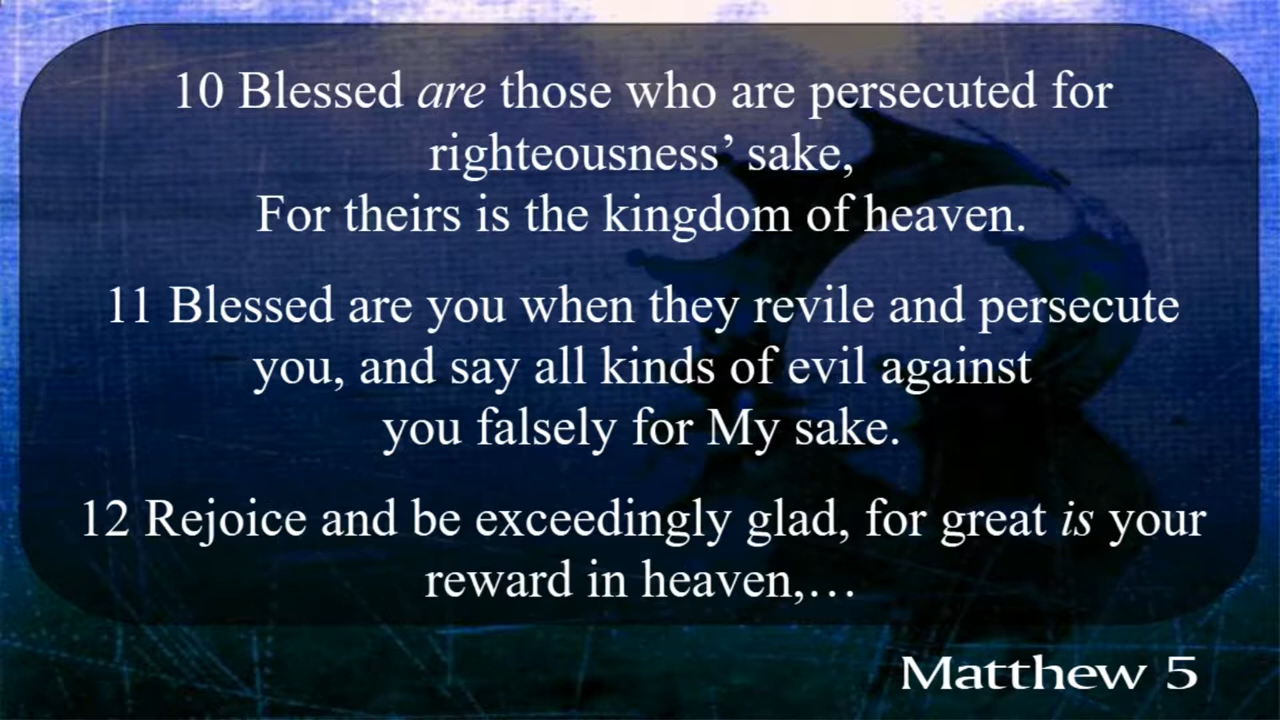 10 Blessed are those who are persecuted for
righteousness’ sake,
For theirs is the kingdom of heaven.
11 Blessed are you when they revile and persecute
you, and say all kinds of evil against
you falsely for My sake.
12 Rejoice and be exceedingly glad, for great is your
reward in heaven,…
Matthew 5